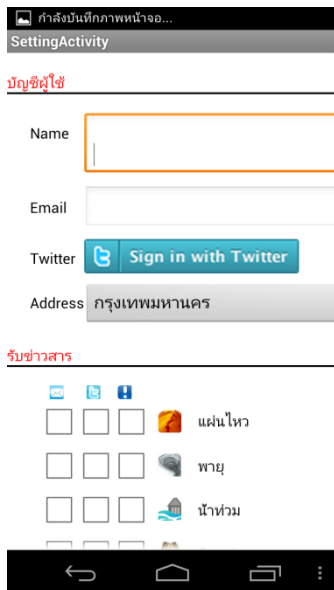 กำลังบันทึกภาพหน้าจอ...
SettingActivity
บัญชีผู้ใช้
Name
Email
Twitter Sign in with Twitter
Address กรุงเทพมหานคร
รับข่าวสาร
แผ่นไหว
พายุ
น้ำท่วม